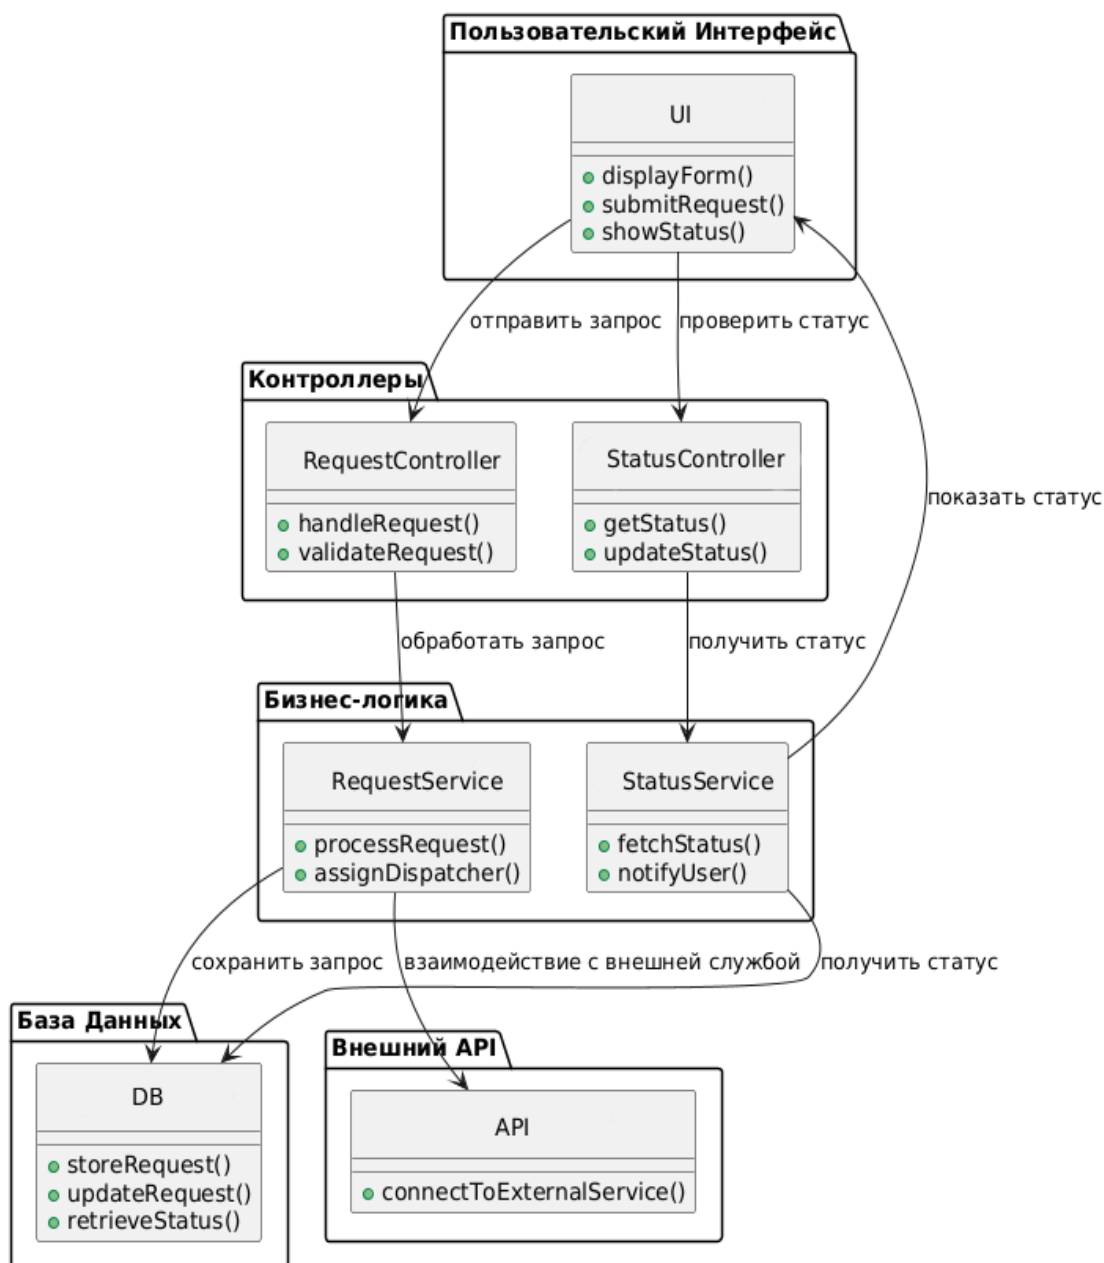 Пользовательский Интерфейс
UI
displayForm()
submitRequest()
showStatus()
отправить запрос
проверить статус
Контроллеры
RequestController
handleRequest()
validateRequest()
StatusController
getStatus()
updateStatus()
показать статус
обработать запрос
получить статус
Бизнес-логика
RequestService
processRequest()
assignDispatcher()
StatusService
fetchStatus()
notifyUser()
сохранить запрос
взаимодействие с внешней службой
получить статус
База Данных
DB
storeRequest()
updateRequest()
retrieveStatus()
Внешний API
API
connectToExternalService()